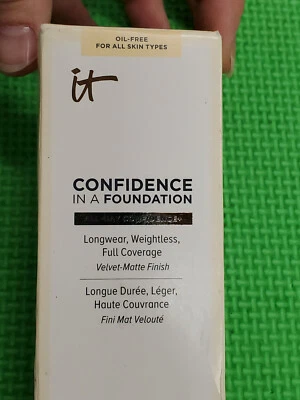 OIL-FREE
FOR ALL SKIN TYPES
it
CONFIDENCE
IN A FOUNDATION
Longwear, Weightless,
Full Coverage
Velvet-Matte Finish
Longue Durée, Léger,
Haute Couvrance
Fini Mat Velouté